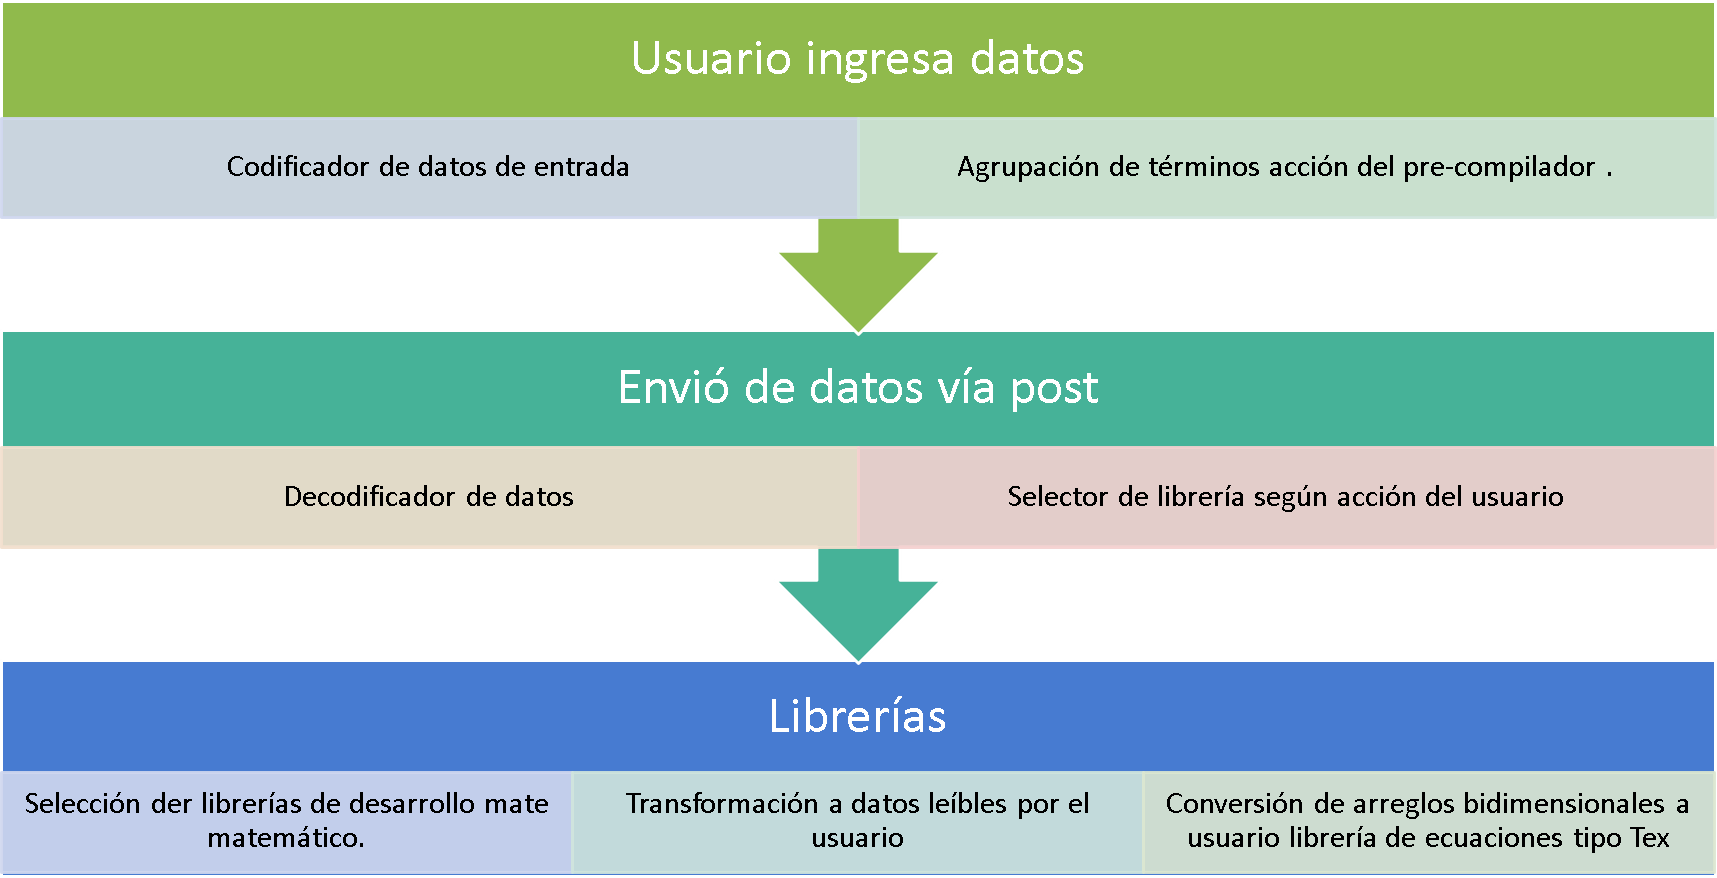 Usuario ingresa datos
Codificador de datos de entrada
Agrupación de términos acción del pre-compilador .
Envió de datos vía post
Decodificador de datos
Selector de librería según acción del usuario
Librerías
Selección der librerías de desarrollo mate
matemático.
Transformación a datos leíbles por el
usuario
Conversión de arreglos bidimensionales a
usuario librería de ecuaciones tipo Tex